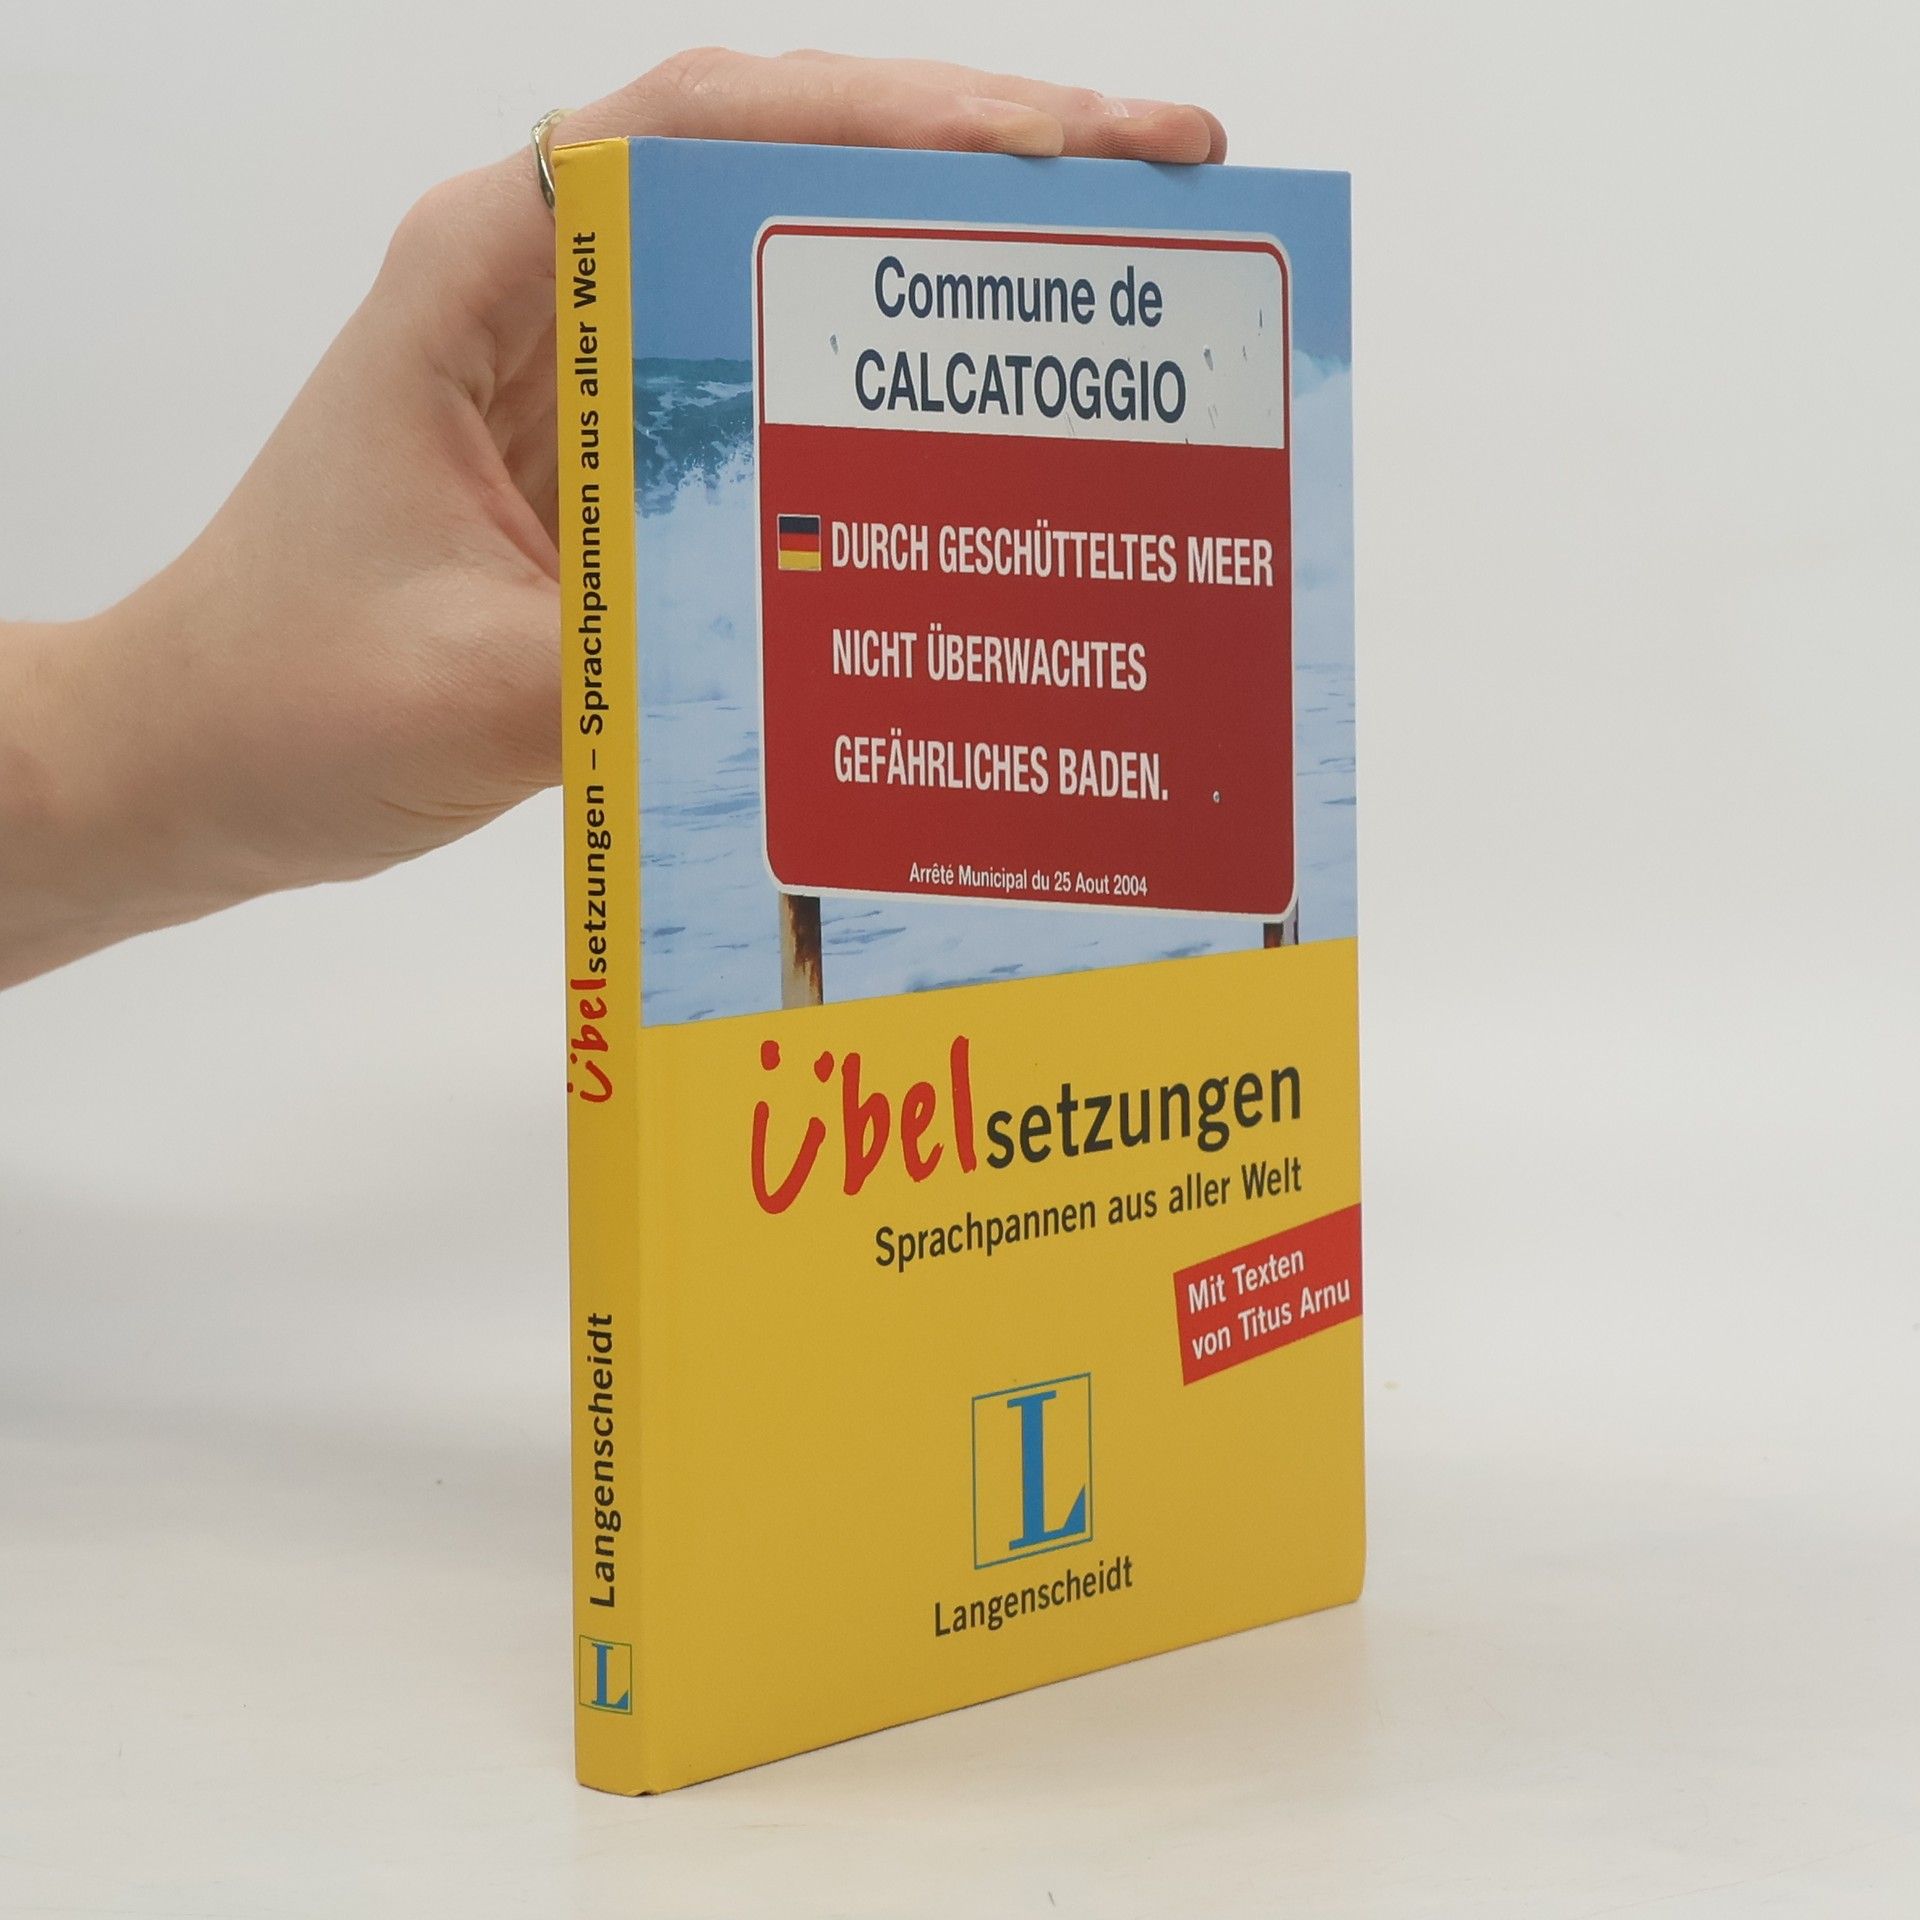 Übelsetzungen – Sprachpannen aus aller Welt
Langenscheidt
L
Commune de
CALCATOGGIO
DURCH GESCHÜTTELTES MEER
NICHT ÜBERWACHTES
GEFÄHRLICHES BADEN.
Arrêté Municipal du 25 Aout 2004
Übelsetzungen
Sprachpannen aus aller Welt
Mit Texten
von Titus Arnu
L
Langenscheidt